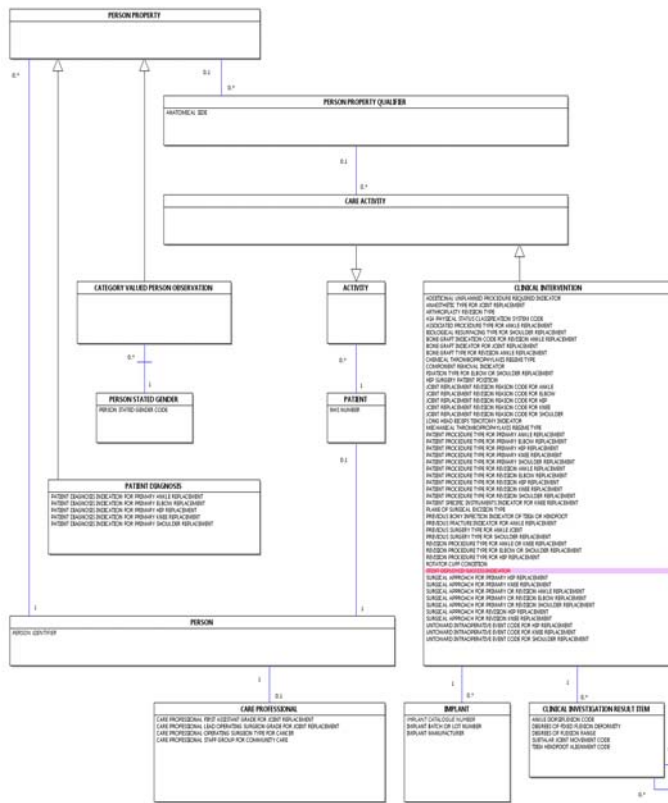 PERSON PROPERTY
0..*
0..1
0..*
PERSON PROPERTY QUALIFIER
ANATOMICAL SIDE
0..1
0..*
CARE ACTIVITY
CATEGORY VALUED PERSON OBSERVATION
ACTIVITY
CLINICAL INTERVENTION
ADDITIONAL UNPLANNED PROCEDURE REQUIRED INDICATOR
ANAESTHETIC TYPE FOR JOINT REPLACEMENT
ARTHROPLASTY REVISION TYPE
ASA PHYSICAL STATUS CLASSIFICATION SYSTEM CODE
ASSOCIATED PROCEDURE TYPE FOR ANKLE REPLACEMENT
BIOLOGICAL RESURFACING TYPE FOR SHOULDER REPLACEMENT
BONE GRAFT INDICATION CODE FOR REVISION ANKLE REPLACEMENT
BONE GRAFT INDICATOR FOR JOINT REPLACEMENT
BONE GRAFT TYPE FOR REVISION ANKLE REPLACEMENT
CHEMICAL THROMBOPROPHYLAXIS REGIME TYPE
COMPONENT REMOVAL INDICATOR
FIXATION TYPE FOR ELBOW OR SHOULDER REPLACEMENT
HIP SURGERY PATIENT POSITION
JOINT REPLACEMENT REVISION REASON CODE FOR ANKLE
JOINT REPLACEMENT REVISION REASON CODE FOR ELBOW
JOINT REPLACEMENT REVISION REASON CODE FOR HIP
JOINT REPLACEMENT REVISION REASON CODE FOR KNEE
JOINT REPLACEMENT REVISION REASON CODE FOR SHOULDER
LONG HEAD BICEPS TENOTOMY INDICATOR
MECHANICAL THROMBOPROPHYLAXIS REGIME TYPE
PATIENT PROCEDURE TYPE FOR PRIMARY ANKLE REPLACEMENT
PATIENT PROCEDURE TYPE FOR PRIMARY ELBOW REPLACEMENT
PATIENT PROCEDURE TYPE FOR PRIMARY HIP REPLACEMENT
PATIENT PROCEDURE TYPE FOR PRIMARY KNEE REPLACEMENT
PATIENT PROCEDURE TYPE FOR PRIMARY SHOULDER REPLACEMENT
PATIENT PROCEDURE TYPE FOR REVISION ANKLE REPLACEMENT
PATIENT PROCEDURE TYPE FOR REVISION ELBOW REPLACEMENT
PATIENT PROCEDURE TYPE FOR REVISION HIP REPLACEMENT
PATIENT PROCEDURE TYPE FOR REVISION KNEE REPLACEMENT
PATIENT PROCEDURE TYPE FOR REVISION SHOULDER REPLACEMENT
PATIENT SPECIFIC INSTRUMENTS INDICATOR FOR KNEE REPLACEMENT
PLANE OF SURGICAL EXCISION TYPE
PREVIOUS BONY INFECTION INDICATOR OF TIBIA OR HINDFOOT
PREVIOUS FRACTURE INDICATOR FOR ANKLE REPLACEMENT
PREVIOUS SURGERY TYPE FOR ANKLE JOINT
PREVIOUS SURGERY TYPE FOR SHOULDER REPLACEMENT
REVISION PROCEDURE TYPE FOR ANKLE OR KNEE REPLACEMENT
REVISION PROCEDURE TYPE FOR ELBOW OR SHOULDER REPLACEMENT
REVISION PROCEDURE TYPE FOR HIP REPLACEMENT
ROTATOR CUFF CONDITION
STENT DEPLOYED SUCCESS INDICATOR
SURGICAL APPROACH FOR PRIMARY HIP REPLACEMENT
SURGICAL APPROACH FOR PRIMARY KNEE REPLACEMENT
SURGICAL APPROACH FOR PRIMARY OR REVISION ANKLE REPLACEMENT
SURGICAL APPROACH FOR PRIMARY OR REVISION ELBOW REPLACEMENT
SURGICAL APPROACH FOR PRIMARY OR REVISION SHOULDER REPLACEMENT
SURGICAL APPROACH FOR REVISION HIP REPLACEMENT
SURGICAL APPROACH FOR REVISION KNEE REPLACEMENT
UNTOWARD INTRAOPERATIVE EVENT CODE FOR HIP REPLACEMENT
UNTOWARD INTRAOPERATIVE EVENT CODE FOR KNEE REPLACEMENT
UNTOWARD INTRAOPERATIVE EVENT CODE FOR SHOULDER REPLACEMENT
0..*
0..*
1
1
PERSON STATED GENDER
PERSON STATED GENDER CODE
PATIENT
NHS NUMBER
0..1
PATIENT DIAGNOSIS
PATIENT DIAGNOSIS INDICATION FOR PRIMARY ANKLE REPLACEMENT
PATIENT DIAGNOSIS INDICATION FOR PRIMARY ELBOW REPLACEMENT
PATIENT DIAGNOSIS INDICATION FOR PRIMARY HIP REPLACEMENT
PATIENT DIAGNOSIS INDICATION FOR PRIMARY KNEE REPLACEMENT
PATIENT DIAGNOSIS INDICATION FOR PRIMARY SHOULDER REPLACEMENT
1
1
PERSON
PERSON IDENTIFIER
1
1
1
0..1
0..*
0..*
CARE PROFESSIONAL
CARE PROFESSIONAL FIRST ASSISTANT GRADE FOR JOINT REPLACEMENT
CARE PROFESSIONAL LEAD OPERATING SURGEON GRADE FOR JOINT REPLACEMENT
CARE PROFESSIONAL OPERATING SURGEON TYPE FOR CANCER
CARE PROFESSIONAL STAFF GROUP FOR COMMUNITY CARE
IMPLANT
IMPLANT CATALOGUE NUMBER
IMPLANT BATCH OR LOT NUMBER
IMPLANT MANUFACTURER
CLINICAL INVESTIGATION RESULT ITEM
ANKLE DORSIFLEXION CODE
DEGREES OF FIXED FLEXION DEFORMITY
DEGREES OF FLEXION RANGE
SUBTALAR JOINT MOVEMENT CODE
TIBIA HINDFOOT ALIGNMENT CODE
0..*